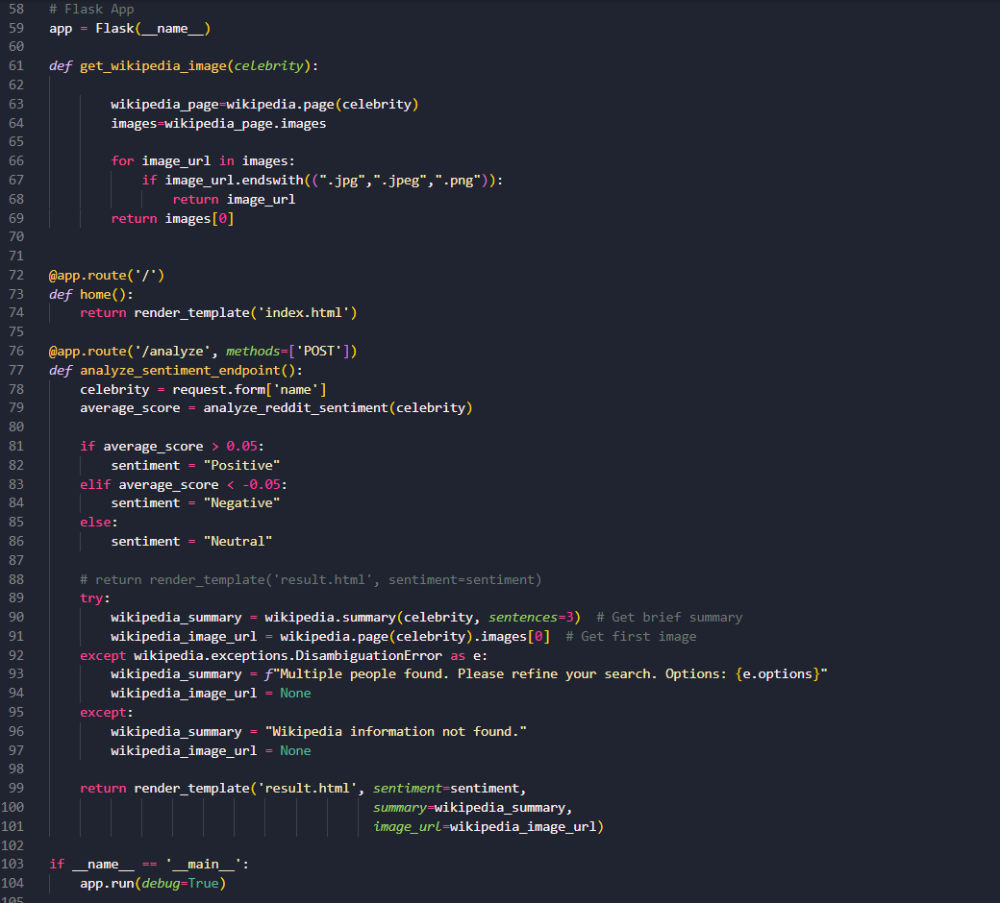 58 # Flask App
59 app = Flask(__name__)
60
61 def get_wikipedia_image(celebrity):
62
63         wikipedia_page=wikipedia.page(celebrity)
64         images=wikipedia_page.images
65
66         for image_url in images:
67             if image_url.endswith((".jpg",".jpeg",".png")):
68                 return image_url
69         return images[0]
70
71
72 @app.route('/')
73 def home():
74     return render_template('index.html')
75
76 @app.route('/analyze', methods=['POST'])
77 def analyze_sentiment_endpoint():
78     celebrity = request.form['name']
79     average_score = analyze_reddit_sentiment(celebrity)
80
81     if average_score > 0.05:
82         sentiment = "Positive"
83     elif average_score < -0.05:
84         sentiment = "Negative"
85     else:
86         sentiment = "Neutral"
87
88     # return render_template('result.html', sentiment=sentiment)
89     try:
90         wikipedia_summary = wikipedia.summary(celebrity, sentences=3)  # Get brief summary
91         wikipedia_image_url = wikipedia.page(celebrity).images[0]  # Get first image
92     except wikipedia.exceptions.DisambiguationError as e:
93         wikipedia_summary = f"Multiple people found. Please refine your search. Options: {e.options}"
94         wikipedia_image_url = None
95     except:
96         wikipedia_summary = "Wikipedia information not found."
97         wikipedia_image_url = None
98
99     return render_template('result.html', sentiment=sentiment,
100                                           summary=wikipedia_summary,
101                                           image_url=wikipedia_image_url)
102
103 if __name__ == '__main__':
104     app.run(debug=True)
105